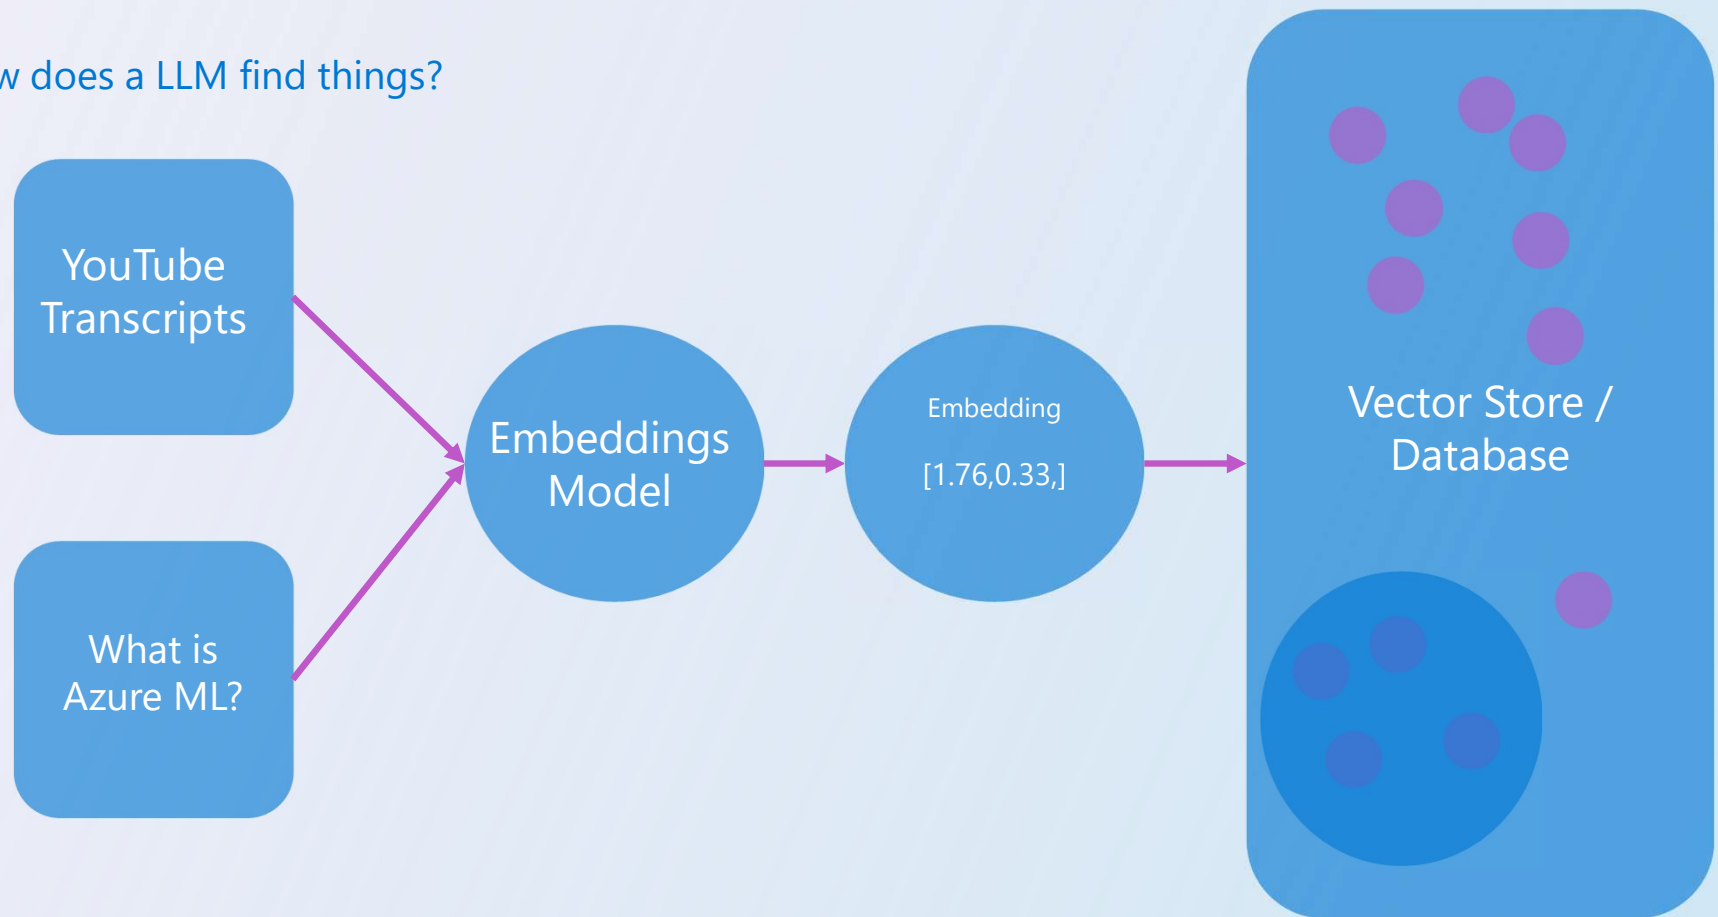 w does a LLM find things?
YouTube
Transcripts
What is
Azure ML?
Embeddings
Model
Embedding
[1.76,0.33,]
Vector Store /
Database